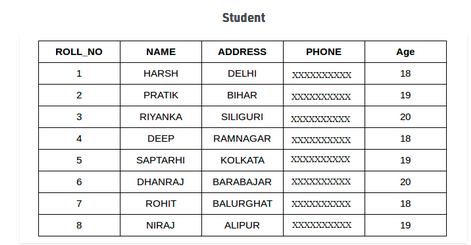 Student
ROLL_NO NAME ADDRESS PHONE Age
1 HARSH DELHI XXXXXXXXXX 18
2 PRATIK BIHAR XXXXXXXXXX 19
3 RIYANKA SILIGURI XXXXXXXXXX 20
4 DEEP RAMNAGAR XXXXXXXXXX 18
5 SAPTARHI KOLKATA XXXXXXXXXX 19
6 DHANRAJ BARABAJAR XXXXXXXXXX 20
7 ROHIT BALURGHAT XXXXXXXXXX 18
8 NIRAJ ALIPUR XXXXXXXXXX 19